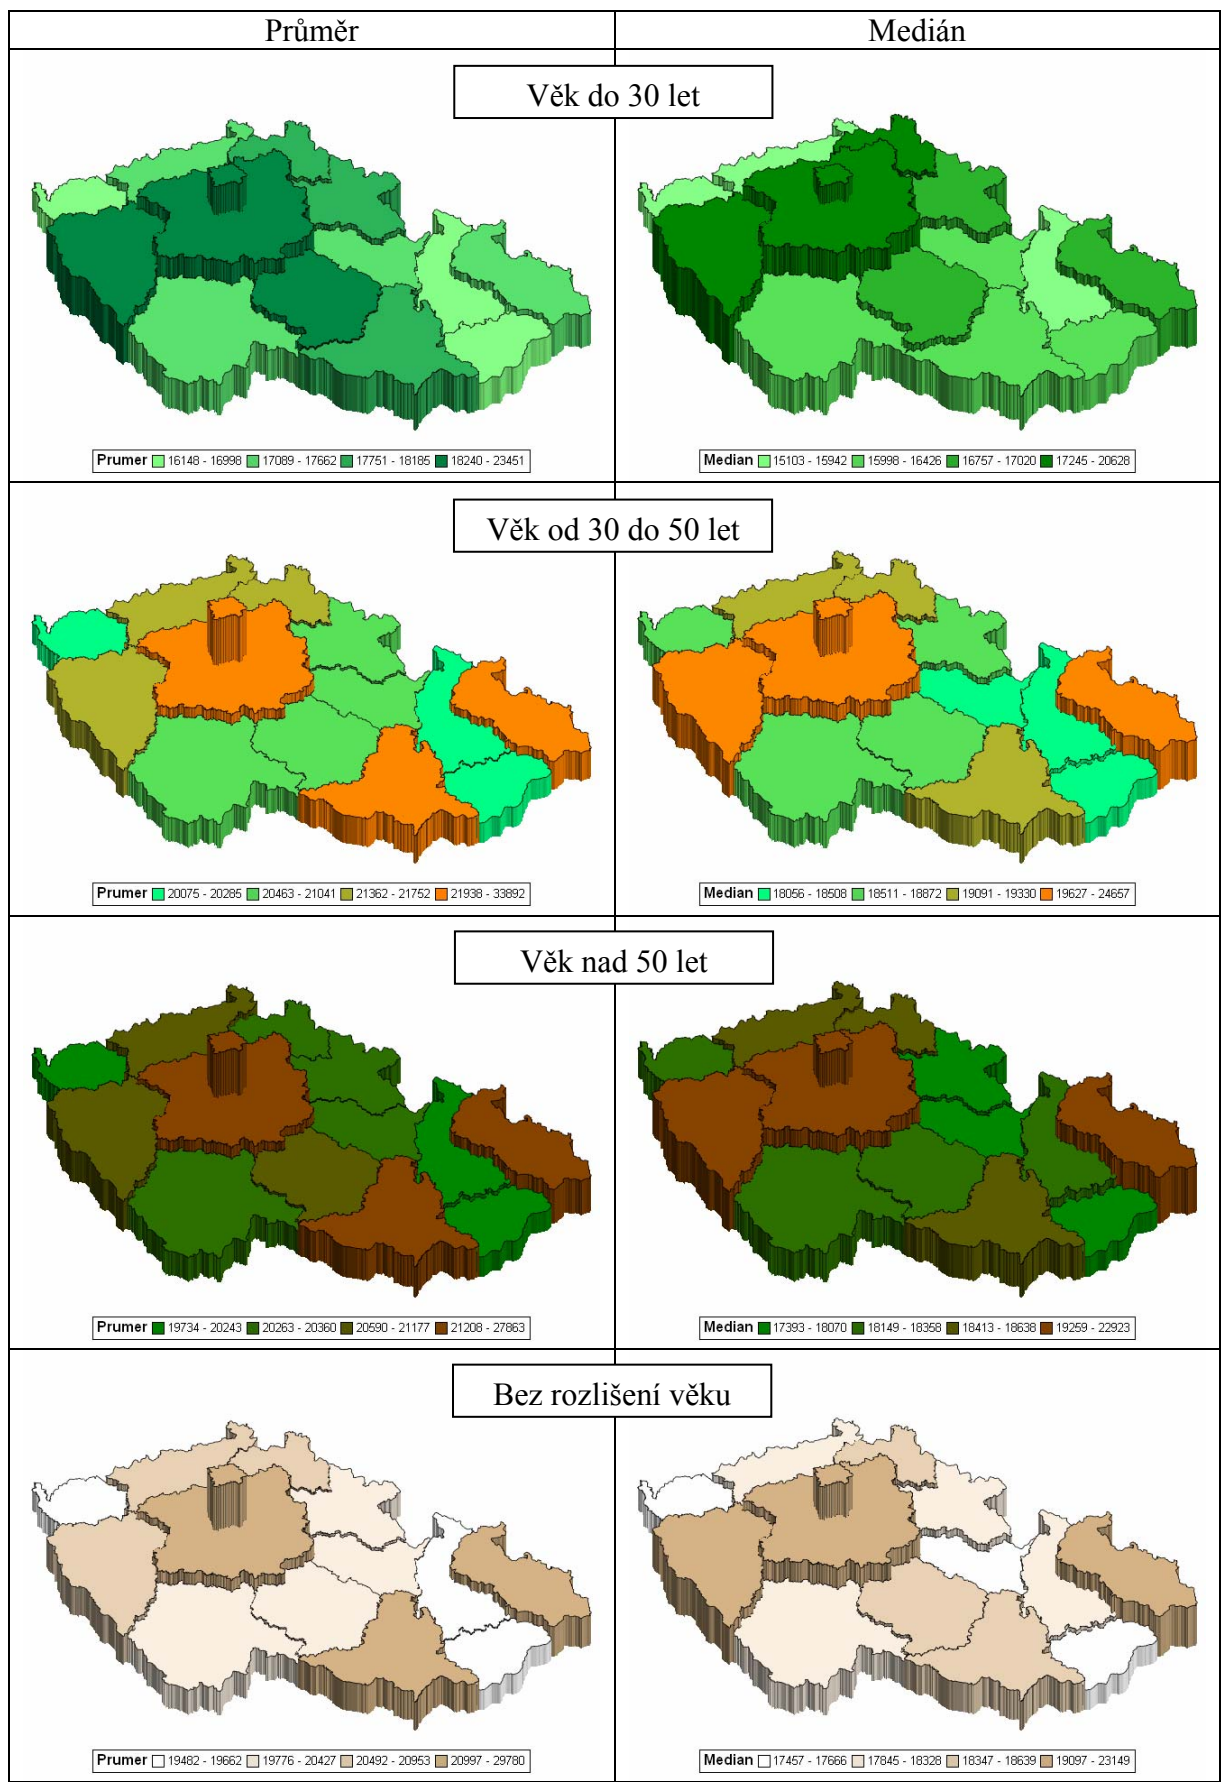 Průměr
Medián
Věk do 30 let
Prumer 16148 - 16998 17089 - 17662 17751 - 18185 18240 - 23451
Median 15103 - 15942 15998 - 16426 16757 - 17020 17245 - 20628
Věk od 30 do 50 let
Prumer 20075 - 20285 20463 - 21041 21362 - 21752 21938 - 33892
Median 18056 - 18508 18511 - 18872 19091 - 19330 19627 - 24657
Věk nad 50 let
Prumer 19734 - 20243 20263 - 20360 20590 - 21177 21208 - 27863
Median 17393 - 18070 18149 - 18358 18413 - 18638 19259 - 22923
Bez rozlišení věku
Prumer 19482 - 19662 19776 - 20427 20492 - 20953 20997 - 29780
Median 17457 - 17666 17845 - 18328 18347 - 18639 19097 - 23149